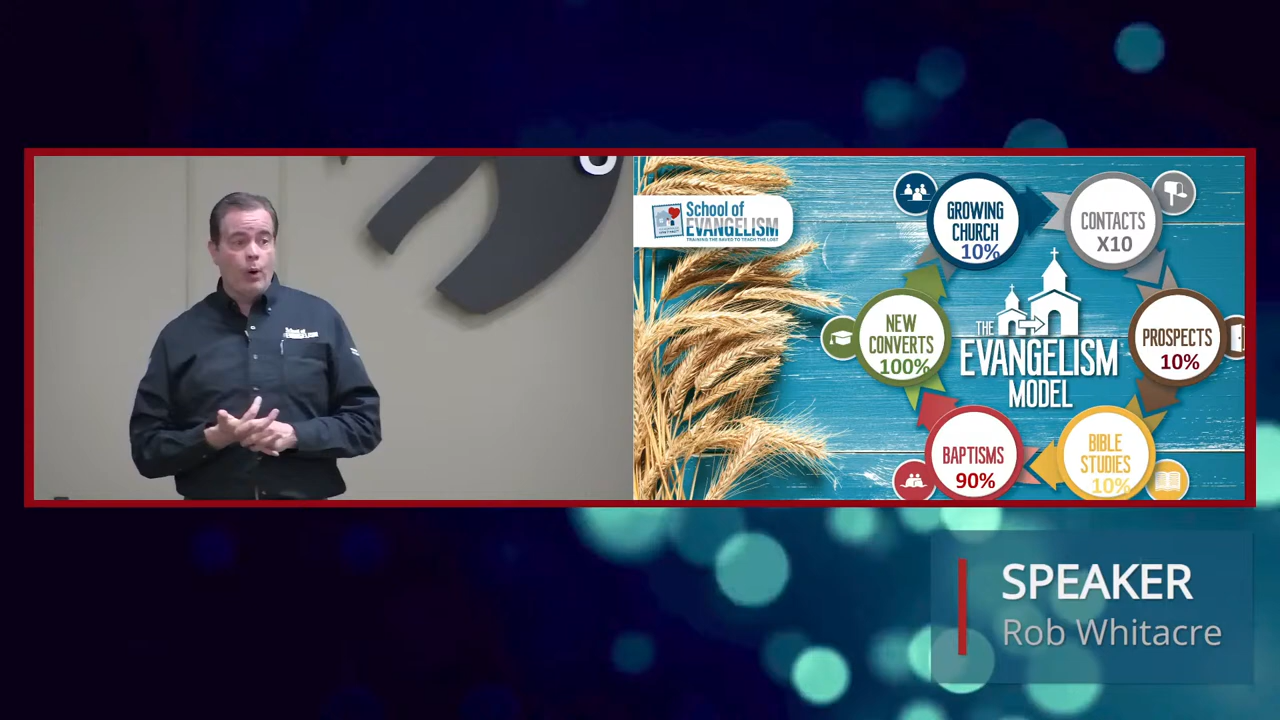 School of
EVANGELISM
TRAINING THE SAVED TO TEACH THE LOST
GROWING
CHURCH
10%
CONTACTS
X10
PROSPECTS
10%
BIBLE
STUDIES
10%
BAPTISMS
90%
NEW
CONVERTS
100%
THE
EVANGELISM
MODEL
SPEAKER
Rob Whitacre